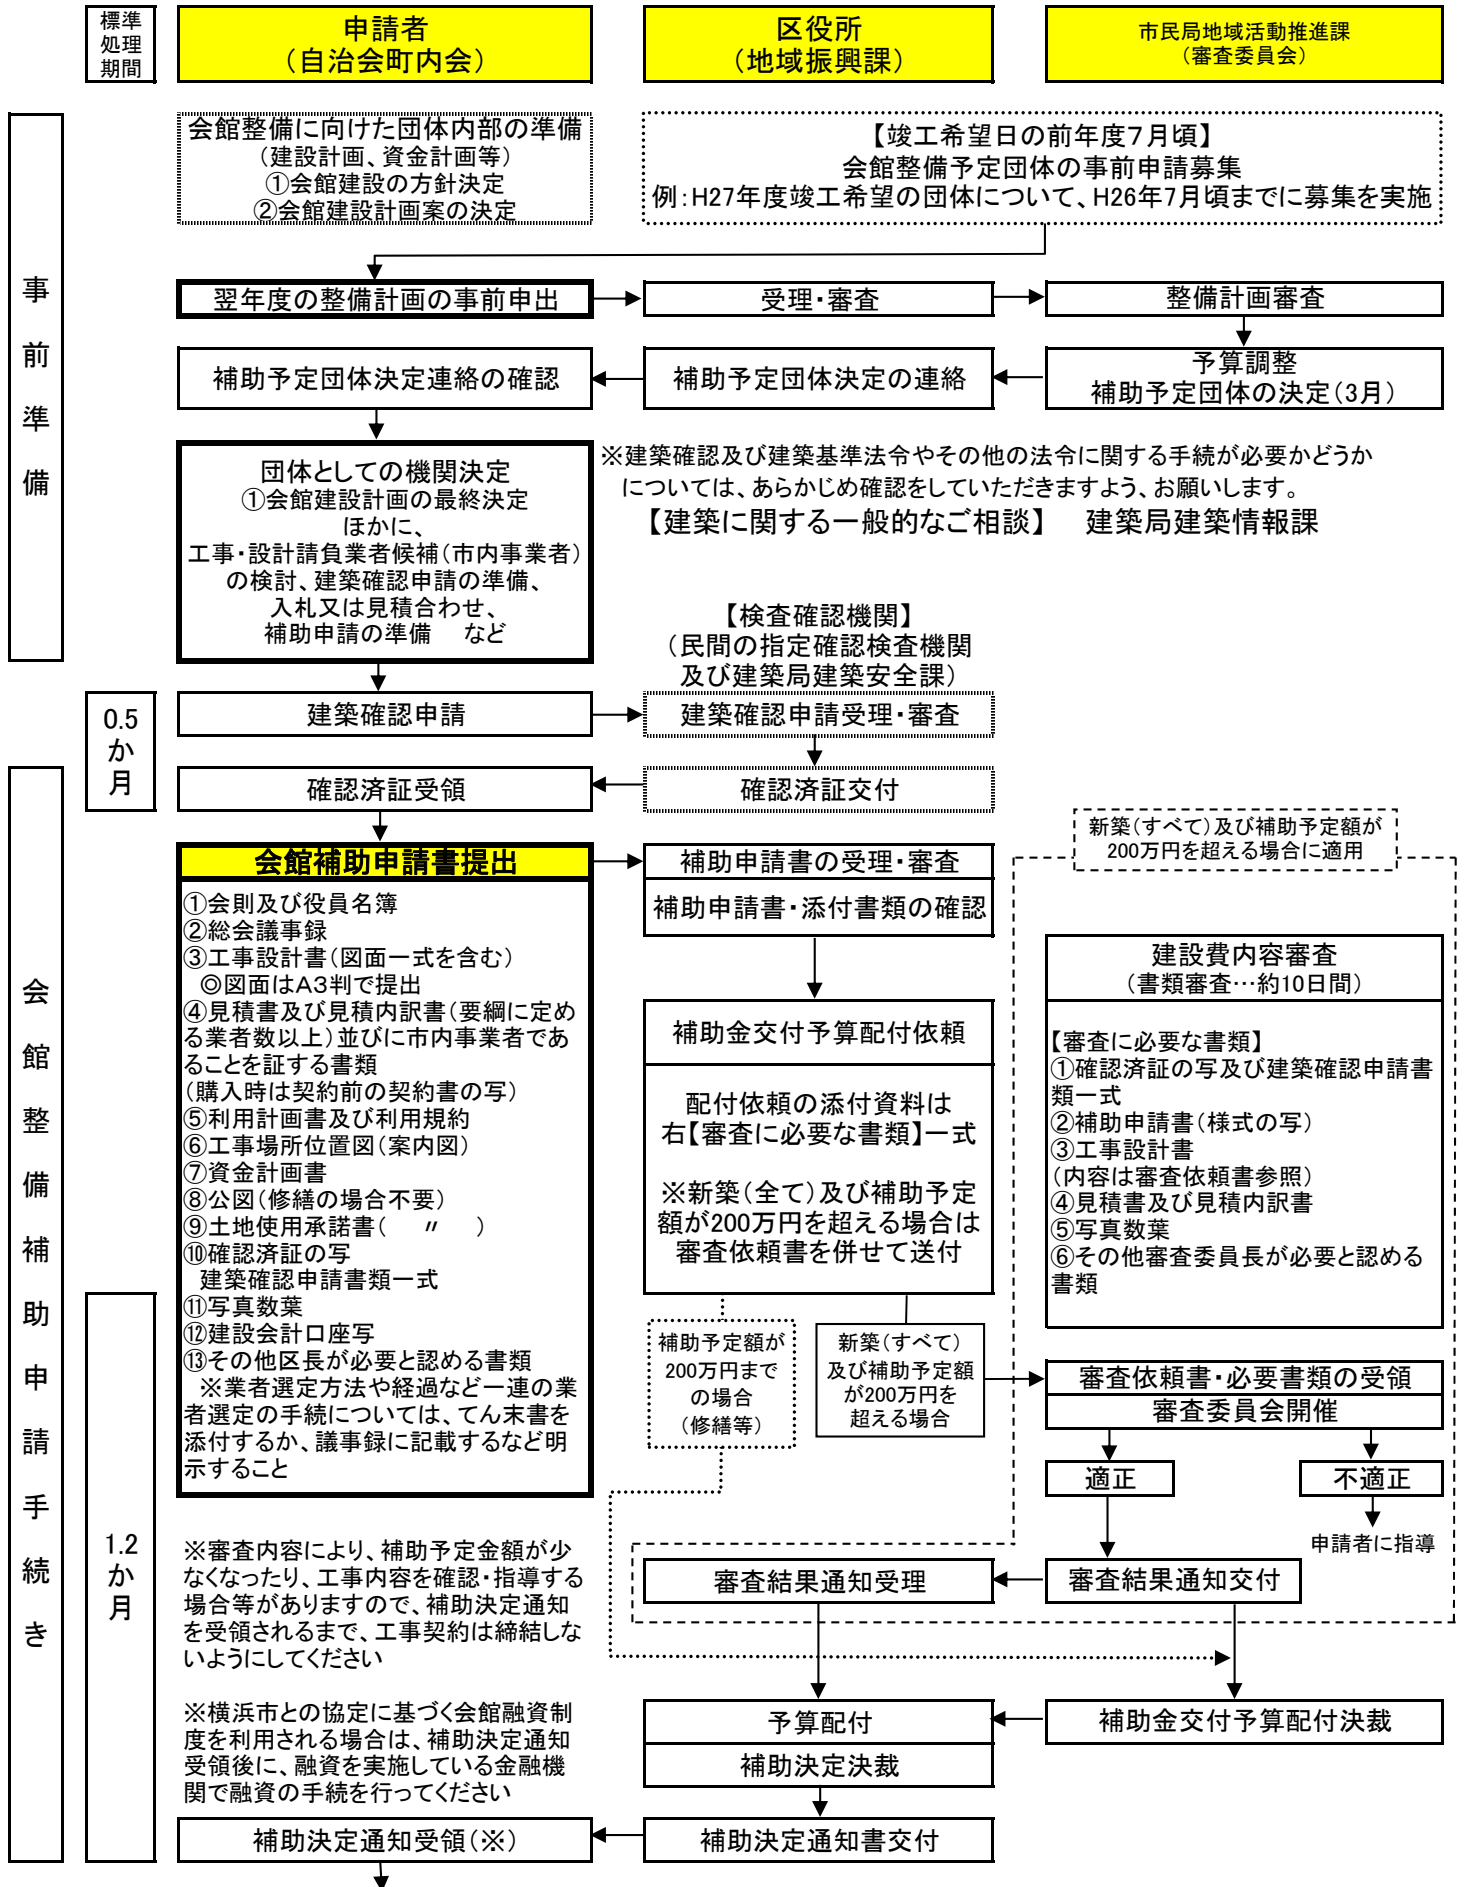 標準
処理
期間
申請者
（自治会町内会）
区役所
（地域振興課）
市民局地域活動推進課
（審査委員会）
事前準備
会館整備に向けた団体内部の準備
（建設計画、資金計画等）
①会館建設の方針決定
②会館建設計画案の決定
【竣工希望日の前年度７月頃】
会館整備予定団体の事前申請募集
例：H27年度竣工希望の団体について、H26年７月頃までに募集を実施
翌年度の整備計画の事前申出
受理・審査
整備計画審査
補助予定団体決定連絡の確認
補助予定団体決定の連絡
予算調整
補助予定団体の決定（3月）
団体としての機関決定
①会館建設計画の最終決定
ほかに、
工事・設計請負業者候補（市内事業者）
の検討、建築確認申請の準備、
入札又は見積合わせ、
補助申請の準備　など
※建築確認及び建築基準法令やその他の法令に関する手続が必要かどうか
については、あらかじめ確認をしていただきますよう、お願いします。
【建築に関する一般的なご相談】　建築局建築情報課
【検査確認機関】
（民間の指定確認検査機関
及び建築局建築安全課）
0.5
か
月
建築確認申請
建築確認申請受理・審査
確認済証受領
確認済証交付
会館整備補助申請手続き
会館補助申請書提出
①会則及び役員名簿
②総会議事録
③工事設計書（図面一式を含む）
◎図面はＡ３判で提出
④見積書及び見積内訳書（要綱に定め
る業者数以上）並びに市内事業者であ
ることを証する書類
（購入時は契約前の契約書の写）
⑤利用計画書及び利用規約
⑥工事場所位置図（案内図）
⑦資金計画書
⑧公図（修繕の場合不要）
⑨土地使用承諾書（　〃　）
⑩確認済証の写
建築確認申請書類一式
⑪写真数葉
⑫建設会計口座写
⑬その他区長が必要と認める書類
※業者選定方法や経過など一連の業
者選定の手続については、てん末書を
添付するか、議事録に記載するなど明
示すること
補助申請書の受理・審査
補助申請書・添付書類の確認
新築（すべて）及び補助予定額が
200万円を超える場合に適用
建設費内容審査
（書類審査…約10日間）
【審査に必要な書類】
①確認済証の写及び建築確認申請書
類一式
②補助申請書（様式の写）
③工事設計書
（内容は審査依頼書参照）
④見積書及び見積内訳書
⑤写真数葉
⑥その他審査委員長が必要と認める
書類
補助金交付予算配付依頼
配付依頼の添付資料は
右【審査に必要な書類】一式
※新築（全て）及び補助予定
額が200万円を超える場合は
審査依頼書を併せて送付
補助予定額が
200万円まで
の場合
（修繕等）
新築（すべて）
及び補助予定額
が200万円を
超える場合
審査依頼書・必要書類の受領
審査委員会開催
適正
不適正
申請者に指導
1.2
か
月
※審査内容により、補助予定金額が少
なくなったり、工事内容を確認・指導する
場合等がありますので、補助決定通知
を受領されるまで、工事契約は締結しな
いようにしてください
審査結果通知受理
審査結果通知交付
※横浜市との協定に基づく会館融資制
度を利用される場合は、補助決定通知
受領後に、融資を実施している金融機
関で融資の手続を行ってください
予算配付
補助決定決裁
補助金交付予算配付決裁
補助決定通知受領（※）
補助決定通知書交付